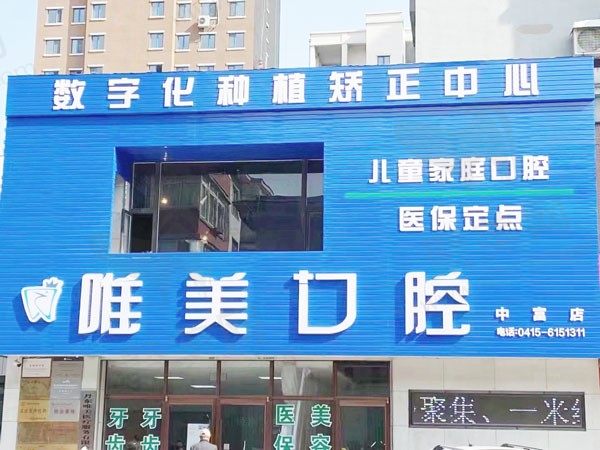 数字化种植矫正中心
儿童家庭口腔
医保定点
唯美口腔
中富店
电话:0415-6151311
聚集、一米线
牙齿
牙齿
医保
美容